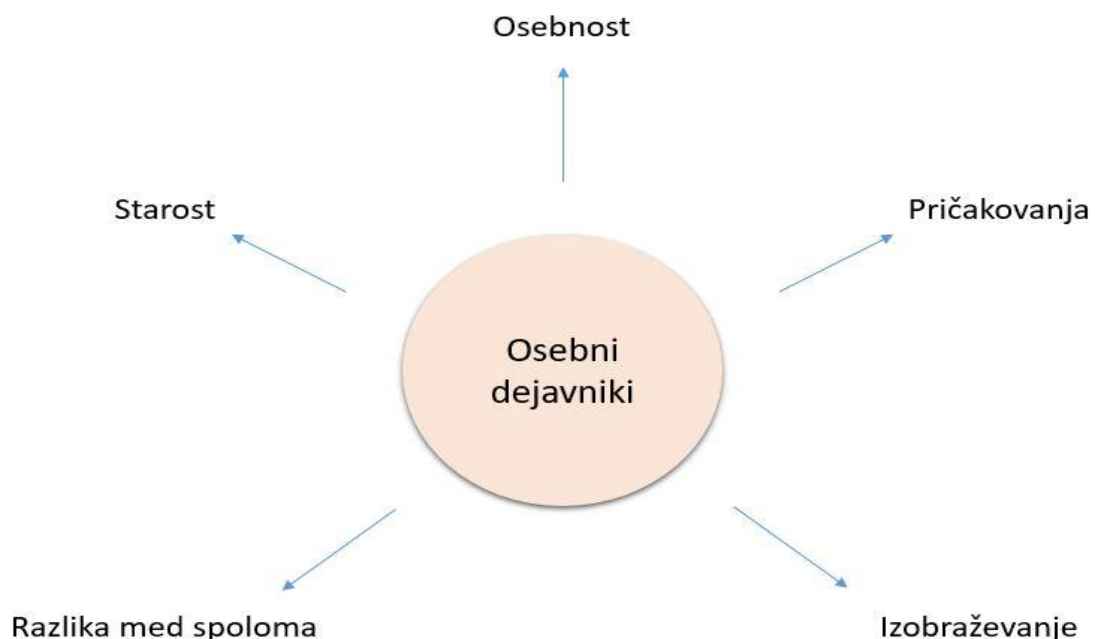 Osebnost
Starost
Pričakovanja
Osebni
dejavniki
Razlika med spoloma
Izobraževanje